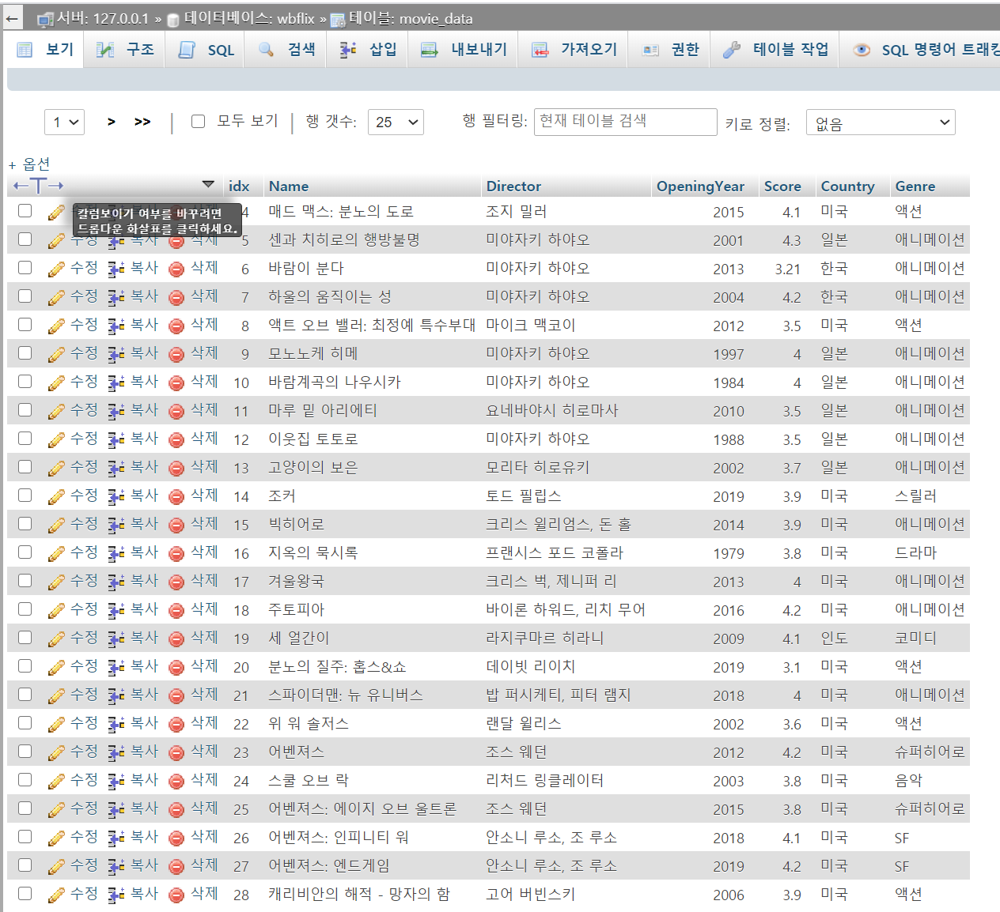 ← 서버: 127.0.0.1 » 데이터베이스: wbflix » 테이블: movie_data
보기 구조 SQL 검색 삽입 내보내기 가져오기 권한 테이블 작업 SQL 명령어 트래킹
1 > >> | 모두 보기 | 행 갯수: 25 행 필터링: 현재 테이블 검색 키로 정렬: 없음
+ 옵션
←T→ idx Name Director OpeningYear Score Country Genre
칼럼보이기 여부를 바꾸려면
드롭다운 화살표를 클릭하세요.
4 매드 맥스: 분노의 도로 조지 밀러 2015 4.1 미국 액션
수정 복사 삭제 5 센과 치히로의 행방불명 미야자키 하야오 2001 4.3 일본 애니메이션
수정 복사 삭제 6 바람이 분다 미야자키 하야오 2013 3.21 한국 애니메이션
수정 복사 삭제 7 하울의 움직이는 성 미야자키 하야오 2004 4.2 한국 애니메이션
수정 복사 삭제 8 액트 오브 밸러: 최정예 특수부대 마이크 맥코이 2012 3.5 미국 액션
수정 복사 삭제 9 모노노케 히메 미야자키 하야오 1997 4 일본 애니메이션
수정 복사 삭제 10 바람계곡의 나우시카 미야자키 하야오 1984 4 일본 애니메이션
수정 복사 삭제 11 마루 밑 아리에티 요네바야시 히로마사 2010 3.5 일본 애니메이션
수정 복사 삭제 12 이웃집 토토로 미야자키 하야오 1988 3.5 일본 애니메이션
수정 복사 삭제 13 고양이의 보은 모리타 히로유키 2002 3.7 일본 애니메이션
수정 복사 삭제 14 조커 토드 필립스 2019 3.9 미국 스릴러
수정 복사 삭제 15 빅히어로 크리스 윌리엄스, 돈 홀 2014 3.9 미국 애니메이션
수정 복사 삭제 16 지옥의 묵시록 프랜시스 포드 코폴라 1979 3.8 미국 드라마
수정 복사 삭제 17 겨울왕국 크리스 벅, 제니퍼 리 2013 4 미국 애니메이션
수정 복사 삭제 18 주토피아 바이론 하워드, 리치 무어 2016 4.2 미국 애니메이션
수정 복사 삭제 19 세 얼간이 라지쿠마르 히라니 2009 4.1 인도 코미디
수정 복사 삭제 20 분노의 질주: 홉스&쇼 데이빗 리이치 2019 3.1 미국 액션
수정 복사 삭제 21 스파이더맨: 뉴 유니버스 밥 퍼시케티, 피터 램지 2018 4 미국 애니메이션
수정 복사 삭제 22 위 워 솔저스 랜달 월리스 2002 3.6 미국 액션
수정 복사 삭제 23 어벤져스 조스 웨던 2012 4.2 미국 슈퍼히어로
수정 복사 삭제 24 스쿨 오브 락 리처드 링클레이터 2003 3.8 미국 음악
수정 복사 삭제 25 어벤져스: 에이지 오브 울트론 조스 웨던 2015 3.8 미국 슈퍼히어로
수정 복사 삭제 26 어벤져스: 인피니티 워 안소니 루소, 조 루소 2018 4.1 미국 SF
수정 복사 삭제 27 어벤져스: 엔드게임 안소니 루소, 조 루소 2019 4.2 미국 SF
수정 복사 삭제 28 캐리비안의 해적 - 망자의 함 고어 버빈스키 2006 3.9 미국 액션